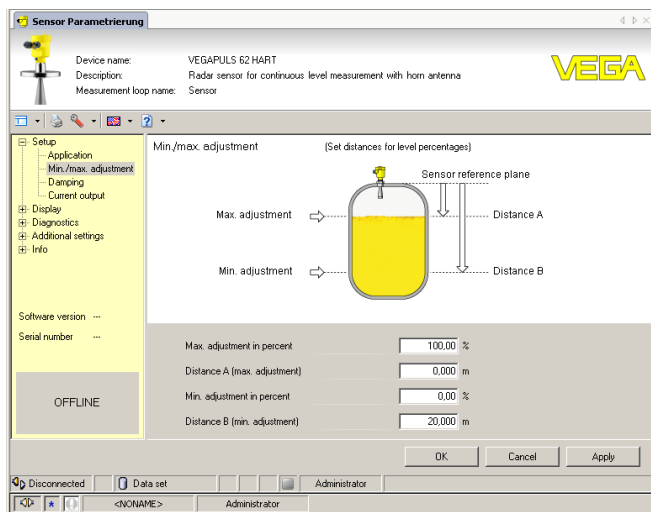 Sensor Parametrierung
Device name: VEGAPULS 62 HART
Description: Radar sensor for continuous level measurement with horn antenna
Measurement loop name: Sensor
VEGA
Setup
Application
Min./max. adjustment
Damping
Current output
Display
Diagnostics
Additional settings
Info
Software version ---
Serial number ---
OFFLINE
Min./max. adjustment (Set distances for level percentages)
Sensor reference plane
Max. adjustment
Distance A
Min. adjustment
Distance B
Max. adjustment in percent 100,00 %
Distance A (max. adjustment) 0,000 m
Min. adjustment in percent 0,00 %
Distance B (min. adjustment) 20,000 m
OK Cancel Apply
Disconnected Data set Administrator
<NONAME> Administrator